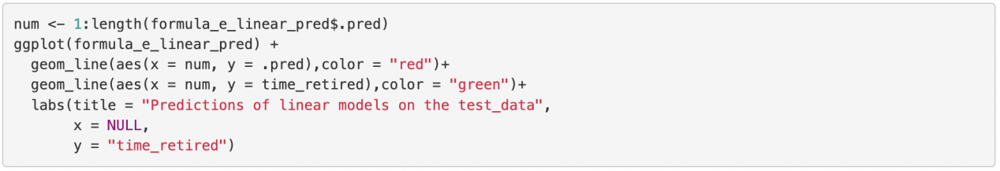 num <- 1:length(formula_e_linear_pred$.pred)
ggplot(formula_e_linear_pred) +
  geom_line(aes(x = num, y = .pred),color = "red")+
  geom_line(aes(x = num, y = time_retired),color = "green")+
  labs(title = "Predictions of linear models on the test_data",
       x = NULL,
       y = "time_retired")